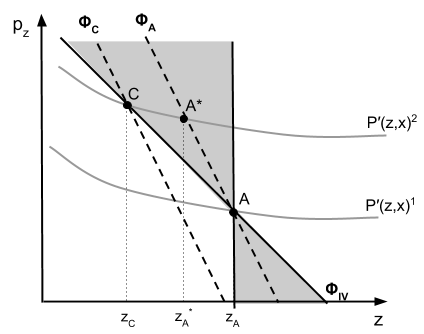 p_z
Φ_C
Φ_A
C
A*
P'(z,x)^2
A
P'(z,x)^1
Φ_IV
z_C
z_A^*
z_A
z